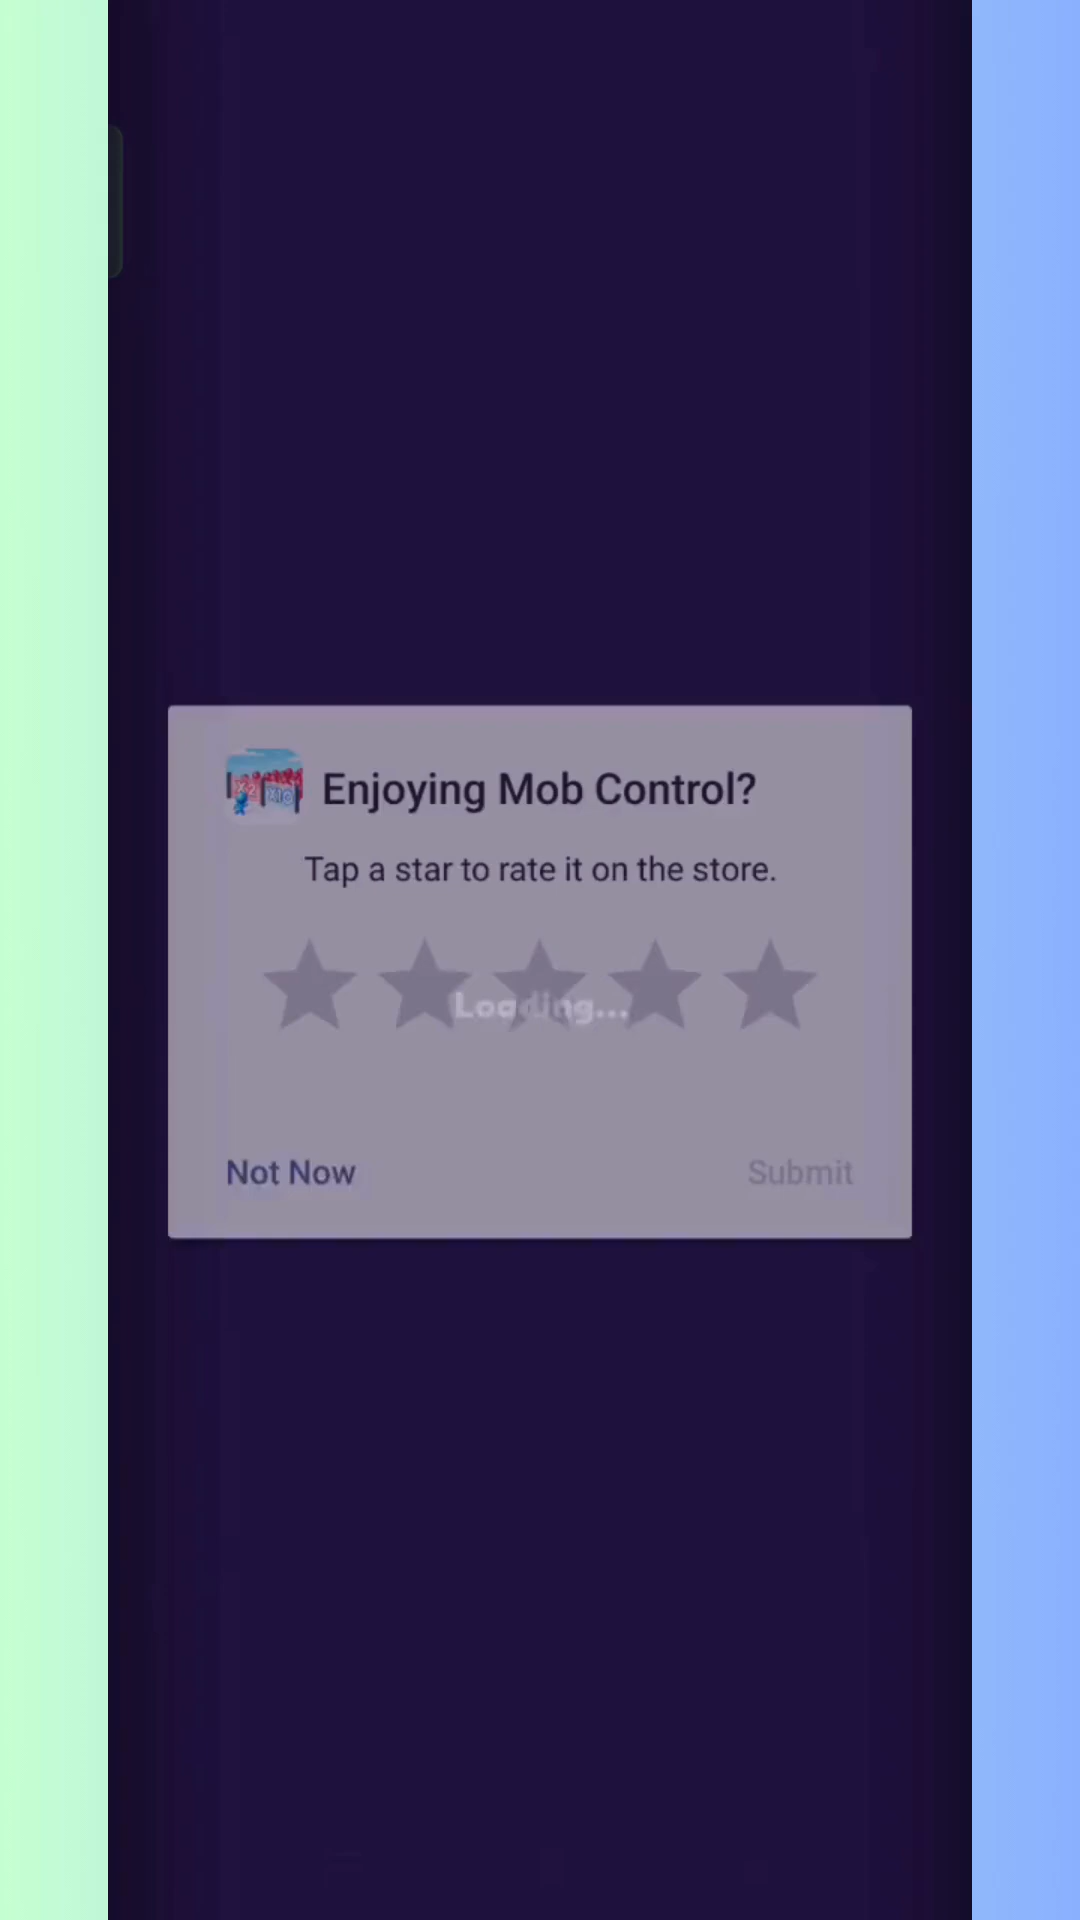 Enjoying Mob Control?
Tap a star to rate it on the store.
Loading...
Not Now
Submit